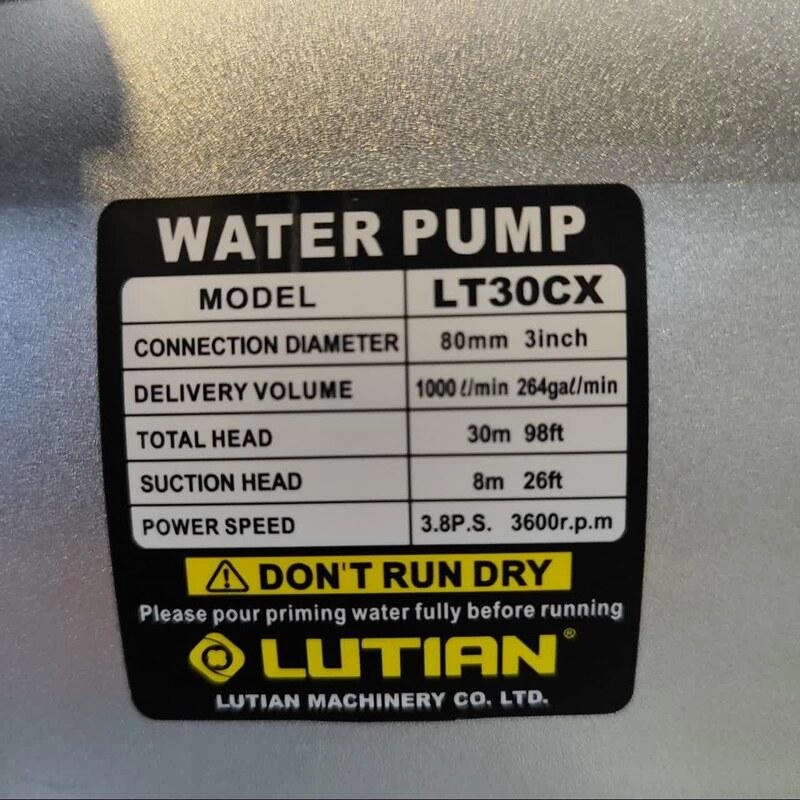 WATER PUMP
MODEL LT30CX
CONNECTION DIAMETER 80mm 3inch
DELIVERY VOLUME 1000 ℓ/min 264gaℓ/min
TOTAL HEAD 30m 98ft
SUCTION HEAD 8m 26ft
POWER SPEED 3.8P.S. 3600r.p.m
DON'T RUN DRY
Please pour priming water fully before running
LUTIAN®
LUTIAN MACHINERY CO. LTD.